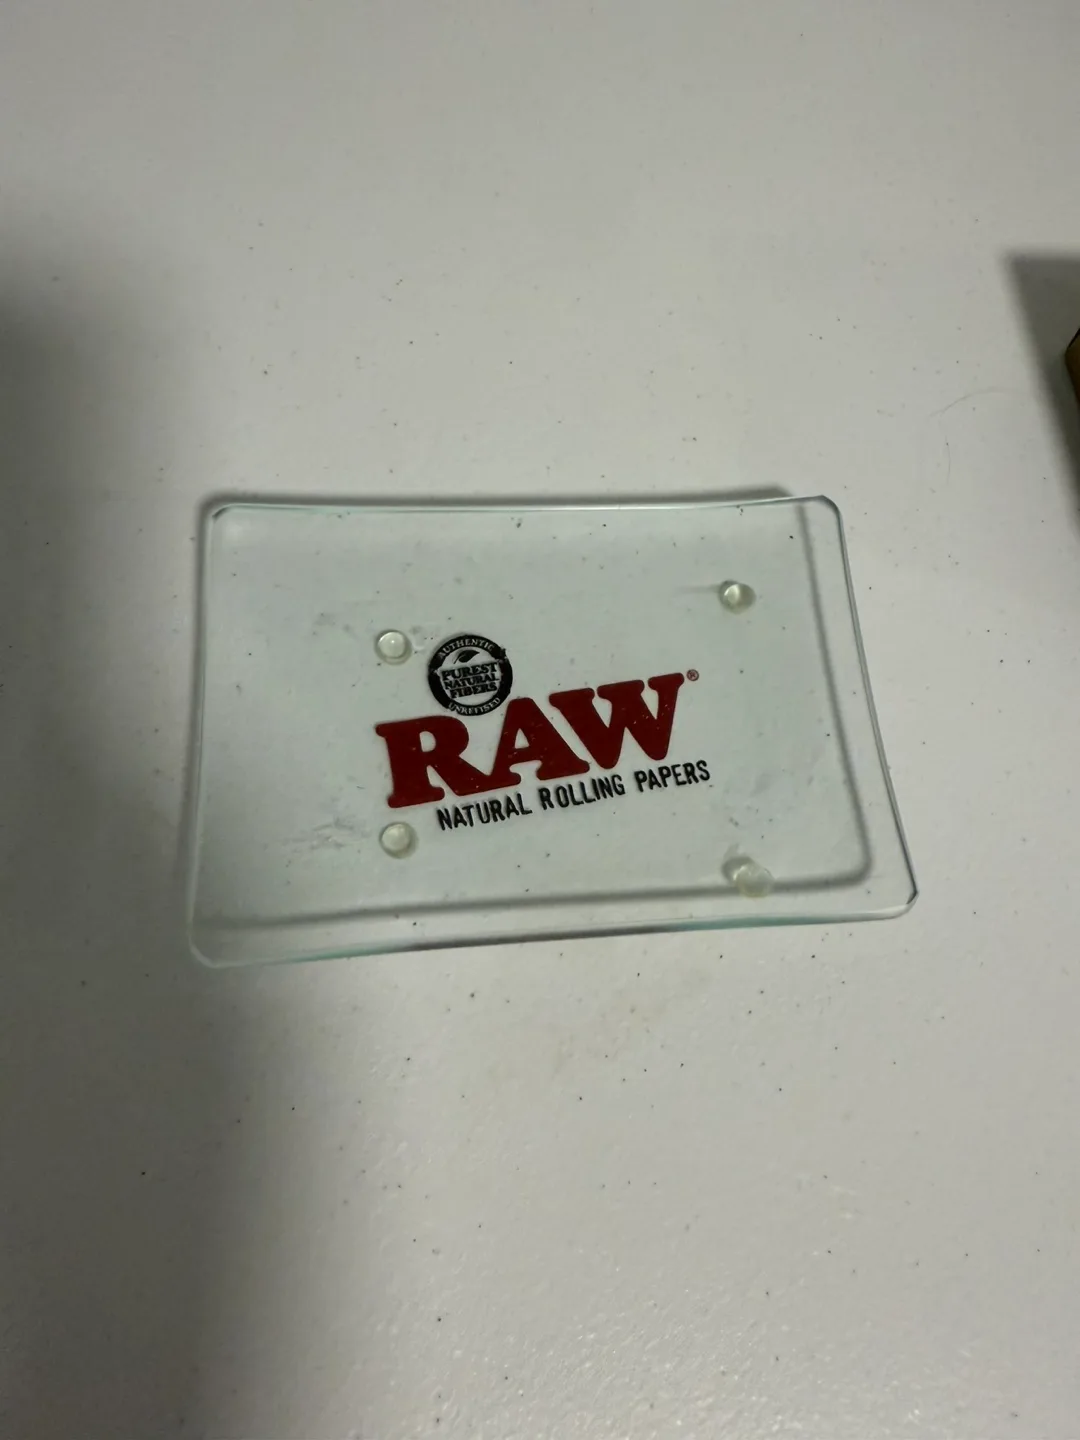 AUTHENTIC
PUREST
NATURAL
FIBERS
UNREFINED
RAW®
NATURAL ROLLING PAPERS